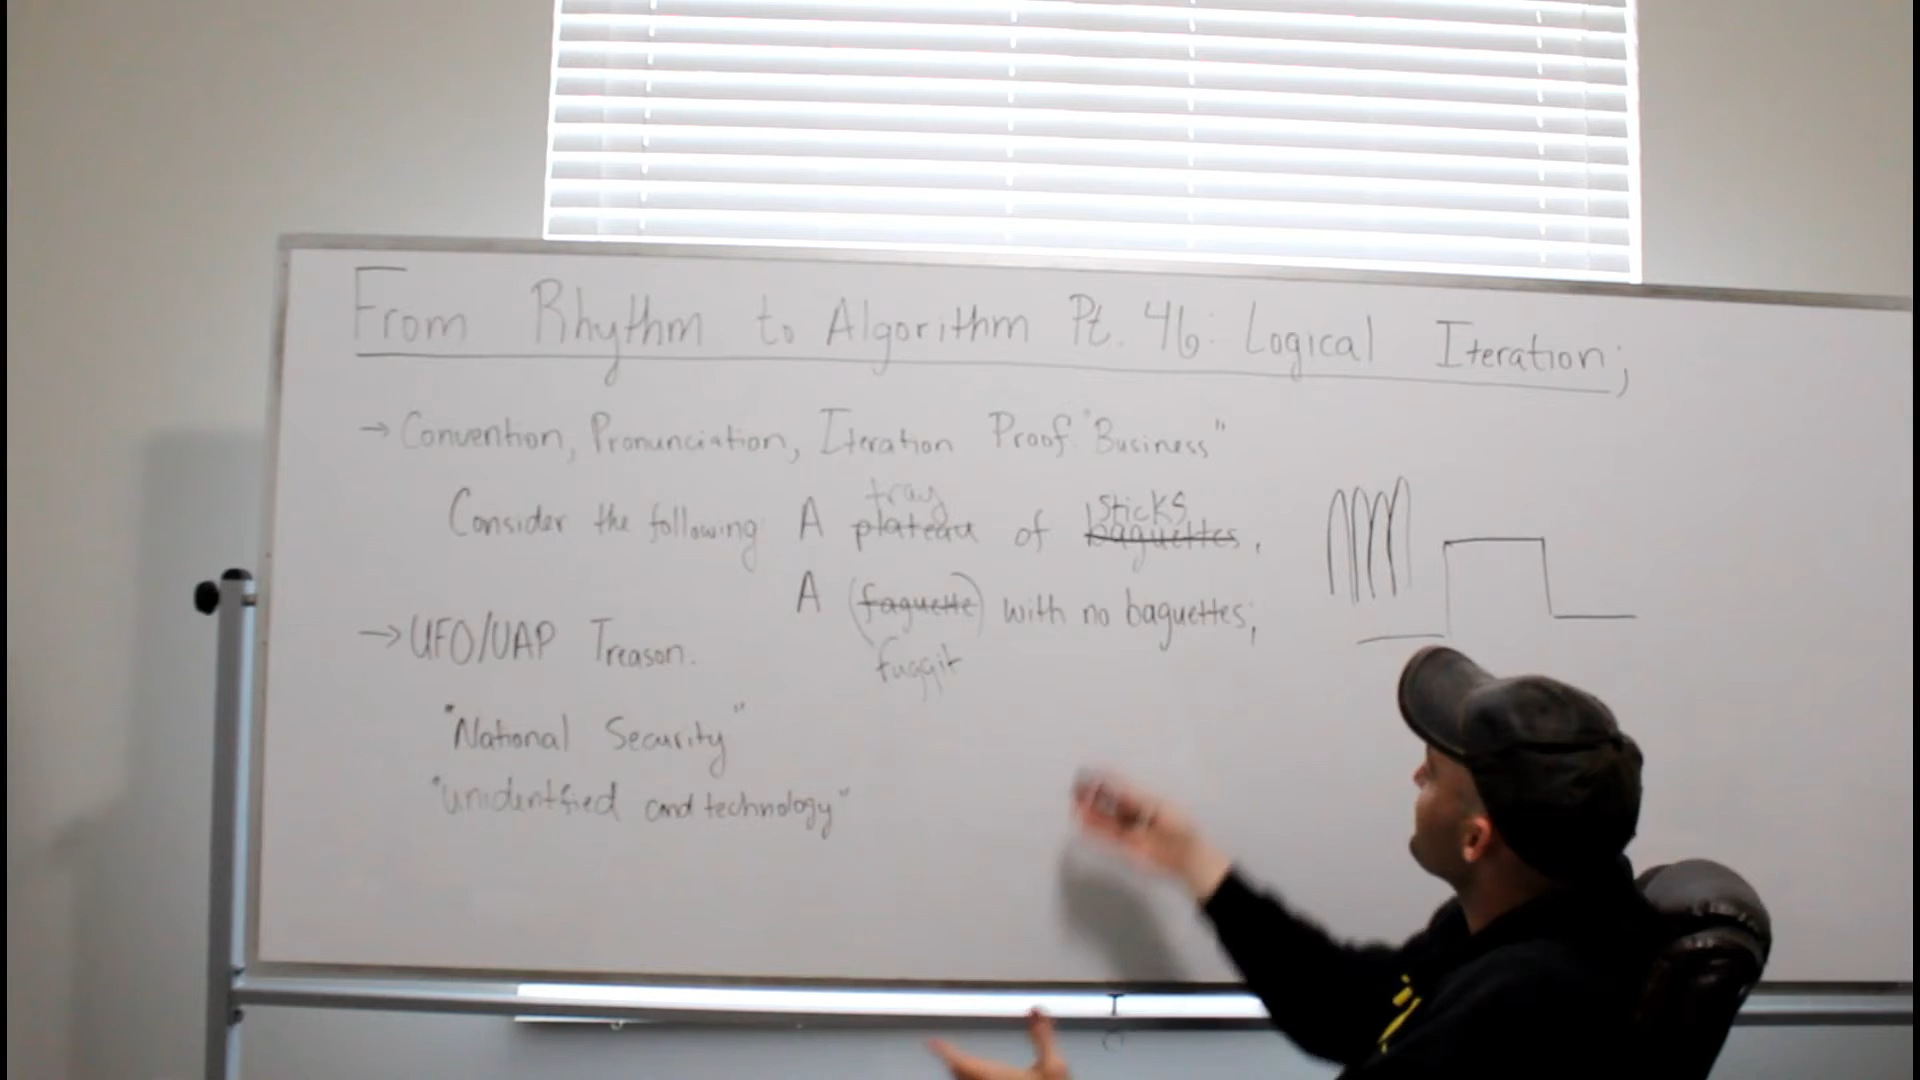 From Rhythm to Algorithm Pt. 46: Logical Iteration;
→ Convention, Pronunciation, Iteration Proof "Business"
tray sticks
Consider the following A plateau of baguettes,
A (faguette) with no baguettes;
fuggit
→ UFO/UAP Treason.
"National Security"
"unidentfied and technology"